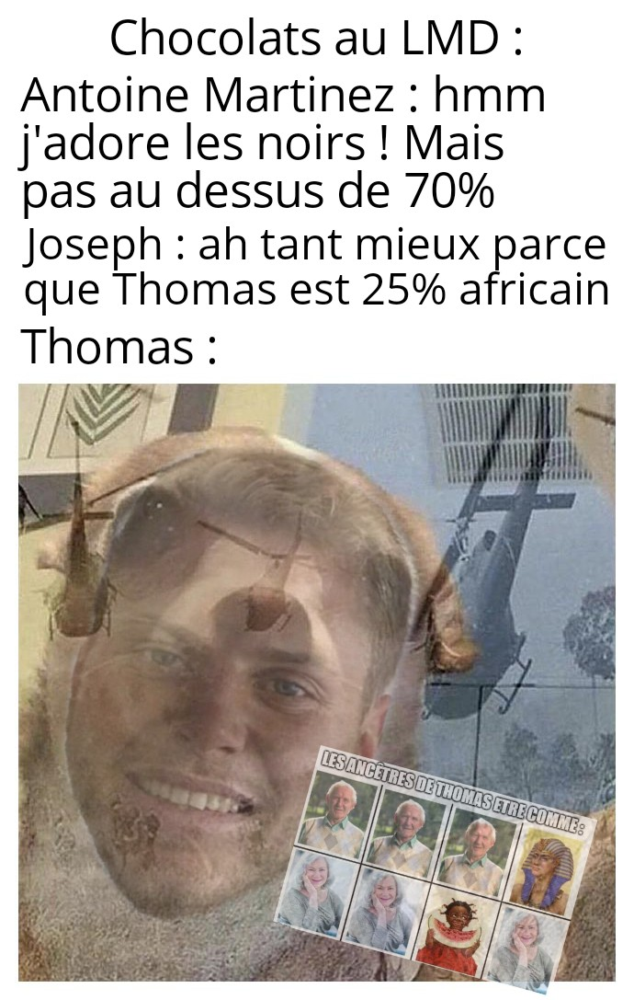 Chocolats au LMD :
Antoine Martinez : hmm
j'adore les noirs ! Mais
pas au dessus de 70%
Joseph : ah tant mieux parce
que Thomas est 25% africain
Thomas :
LES ANCÊTRES DE THOMAS ETRE COMME :